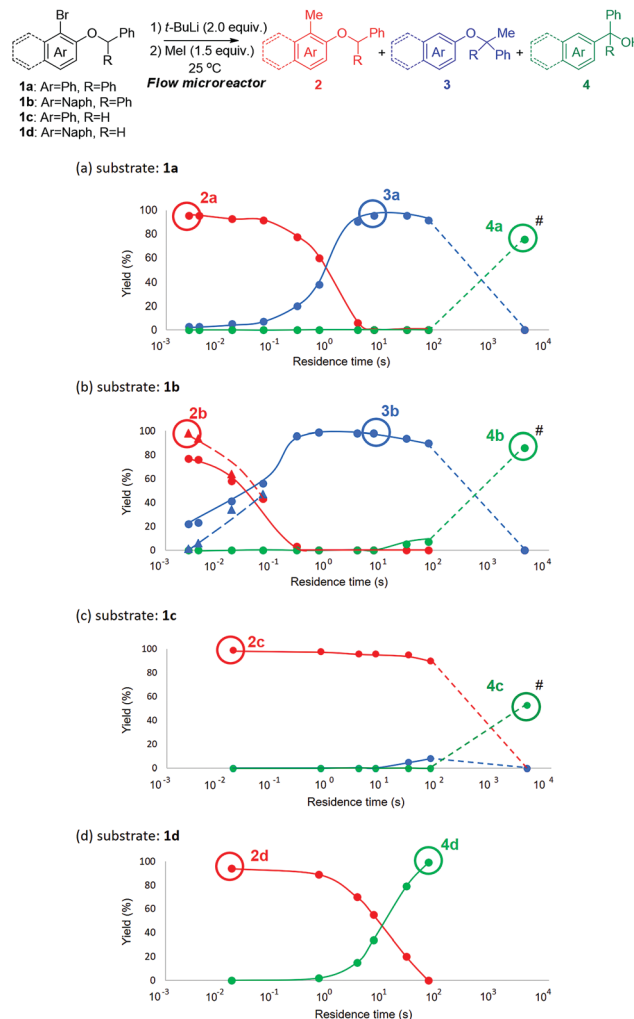 Br
Ar
O
Ph
R
1) t-BuLi (2.0 equiv.)
2) MeI (1.5 equiv.)
25 ºC
Flow microreactor
Me
Ar
O
Ph
R
2
+
Ar
O
Me
Ph
R
3
+
Ar
Ph
R
OH
4
1a: Ar=Ph, R=Ph
1b: Ar=Naph, R=Ph
1c: Ar=Ph, R=H
1d: Ar=Naph, R=H
(a) substrate: 1a
2a
3a
4a
#
100
80
60
40
20
0
Yield (%)
10-3 10-2 10-1 100 101 102 103 104
Residence time (s)
(b) substrate: 1b
2b
3b
4b
#
100
80
60
40
20
0
Yield (%)
10-3 10-2 10-1 100 101 102 103 104
Residence time (s)
(c) substrate: 1c
2c
4c
#
100
80
60
40
20
0
Yield (%)
10-3 10-2 10-1 100 101 102 103 104
Residence time (s)
(d) substrate: 1d
2d
4d
100
80
60
40
20
0
Yield (%)
10-3 10-2 10-1 100 101 102 103 104
Residence time (s)